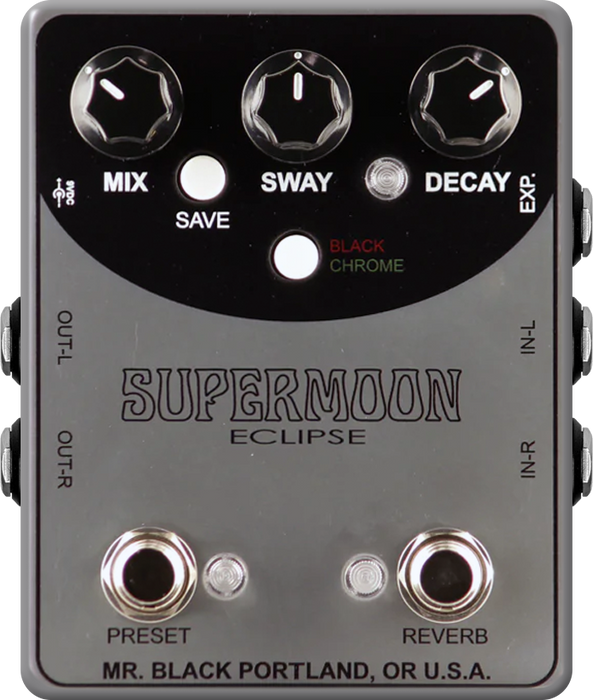 MIX
SWAY
DECAY
SAVE
9VDC
EXP.
BLACK
CHROME
OUT-L
IN-L
SUPERMOON
ECLIPSE
OUT-R
IN-R
PRESET
REVERB
MR. BLACK PORTLAND, OR U.S.A.